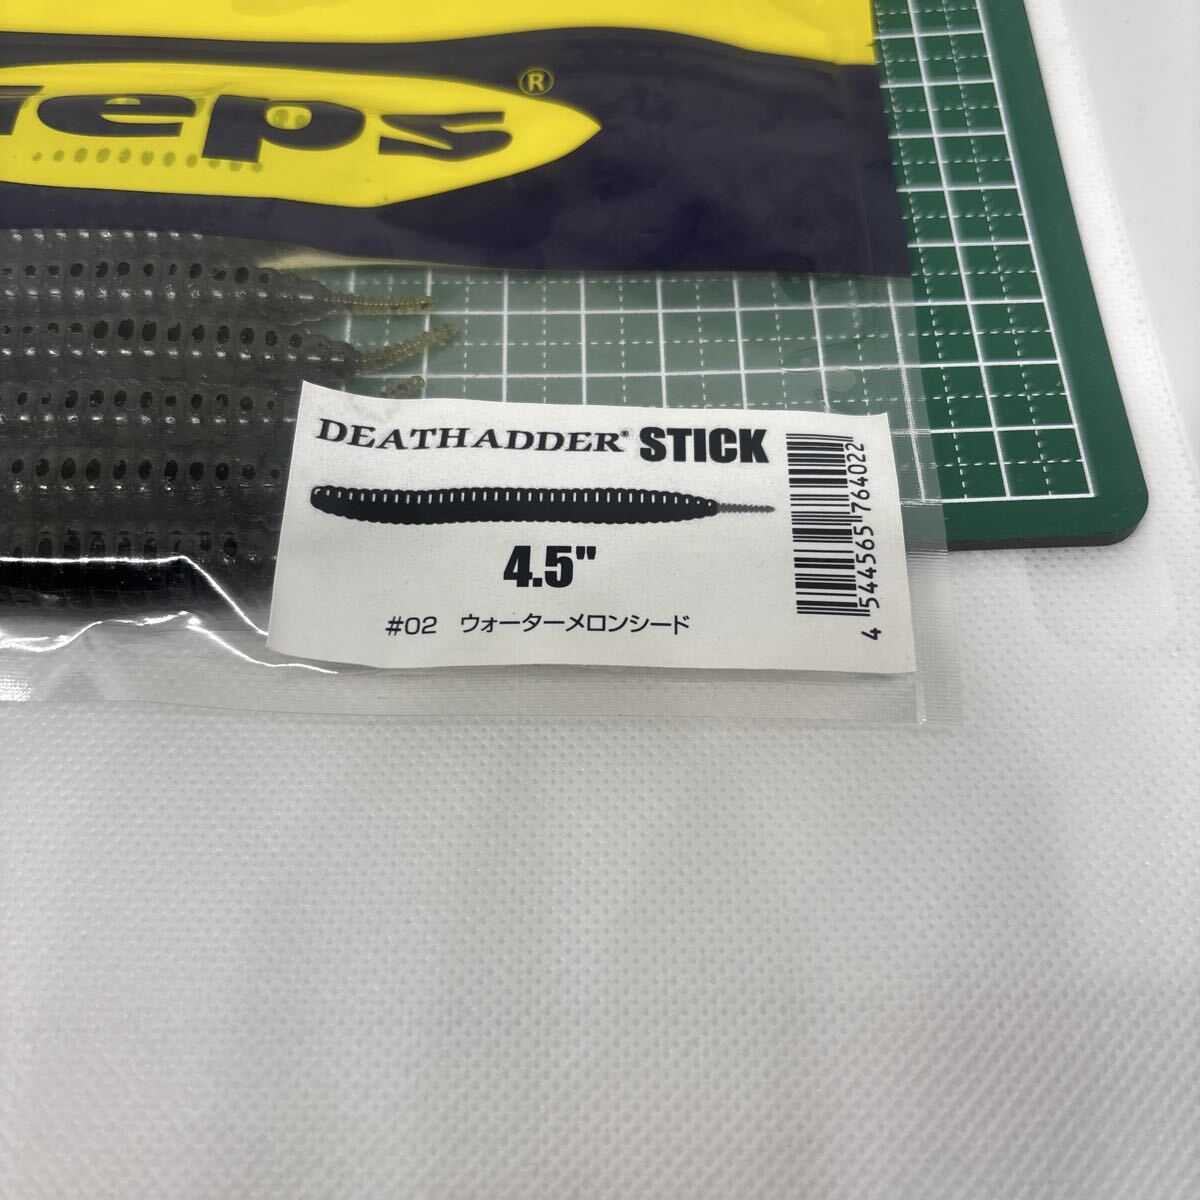 eps®
DEATHADDER® STICK
4.5"
#02 ウォーターメロンシード
4 544565 764022